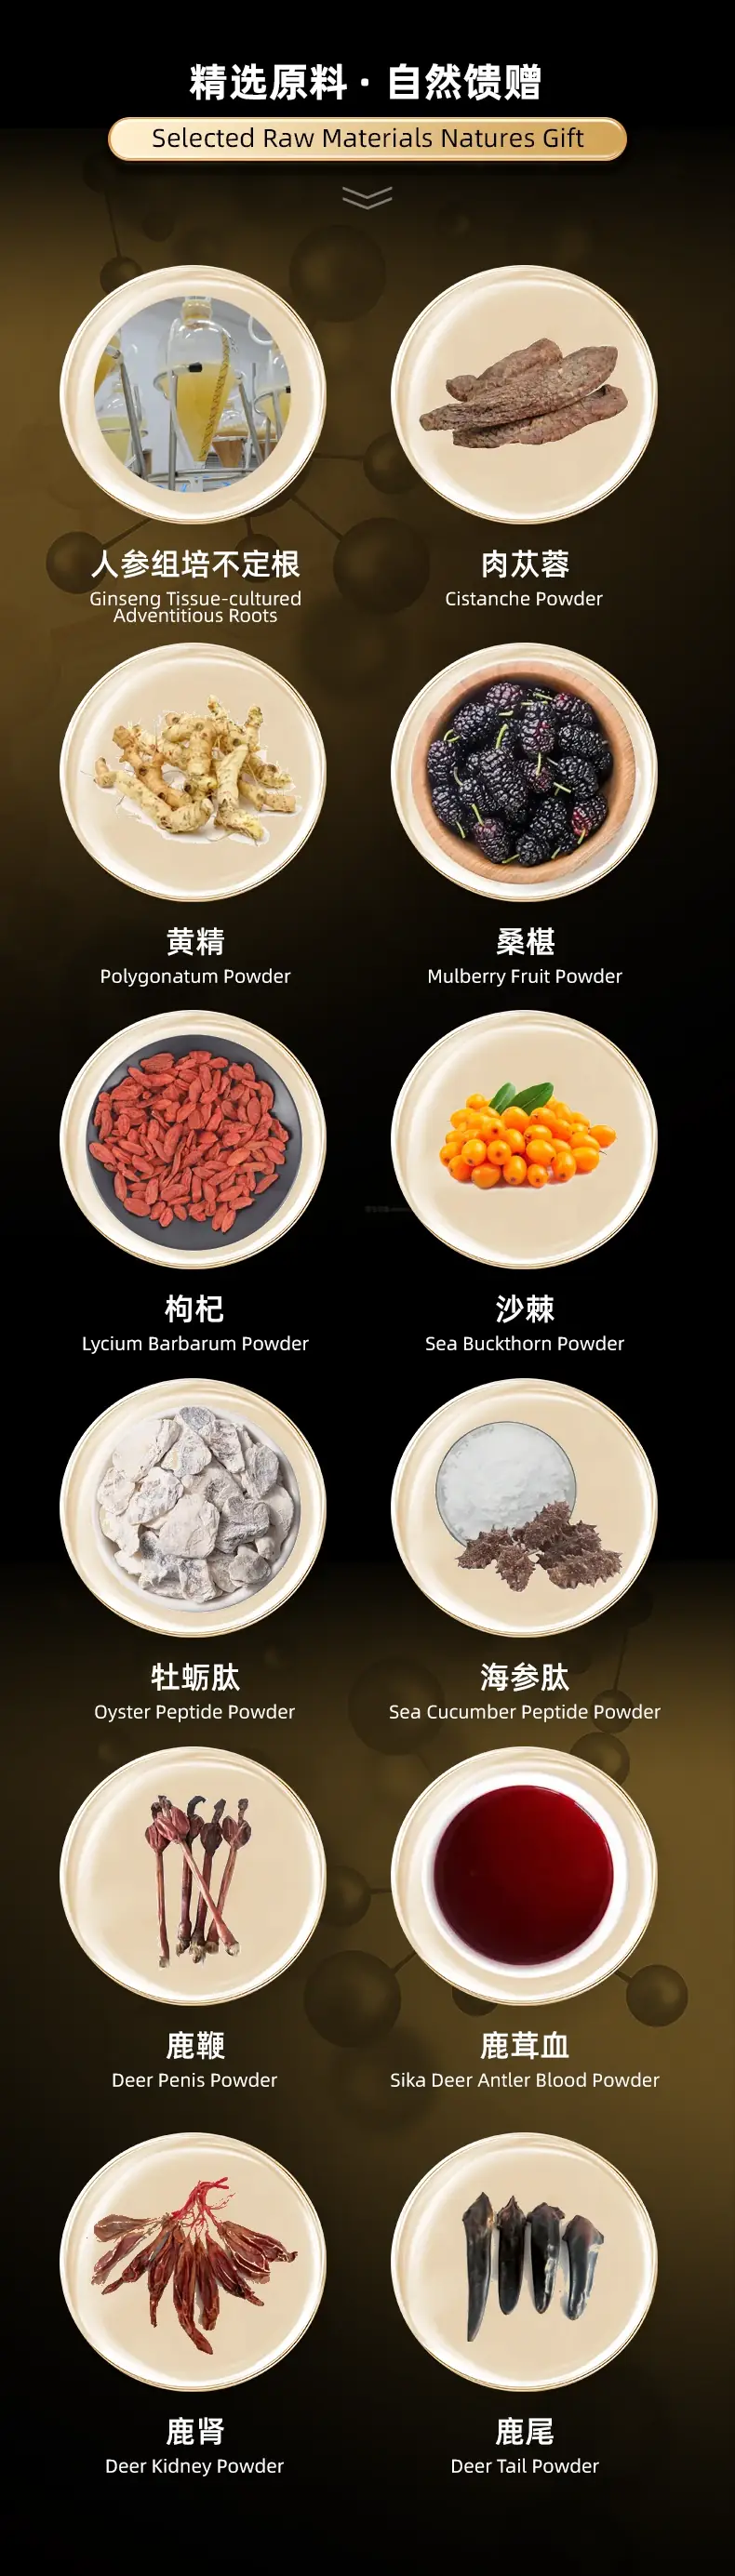 精选原料·自然馈赠
Selected Raw Materials Natures Gift
人参组培不定根
Ginseng Tissue-cultured
Adventitious Roots
肉苁蓉
Cistanche Powder
黄精
Polygonatum Powder
桑椹
Mulberry Fruit Powder
枸杞
Lycium Barbarum Powder
沙棘
Sea Buckthorn Powder
牡蛎肽
Oyster Peptide Powder
海参肽
Sea Cucumber Peptide Powder
鹿鞭
Deer Penis Powder
鹿茸血
Sika Deer Antler Blood Powder
鹿肾
Deer Kidney Powder
鹿尾
Deer Tail Powder